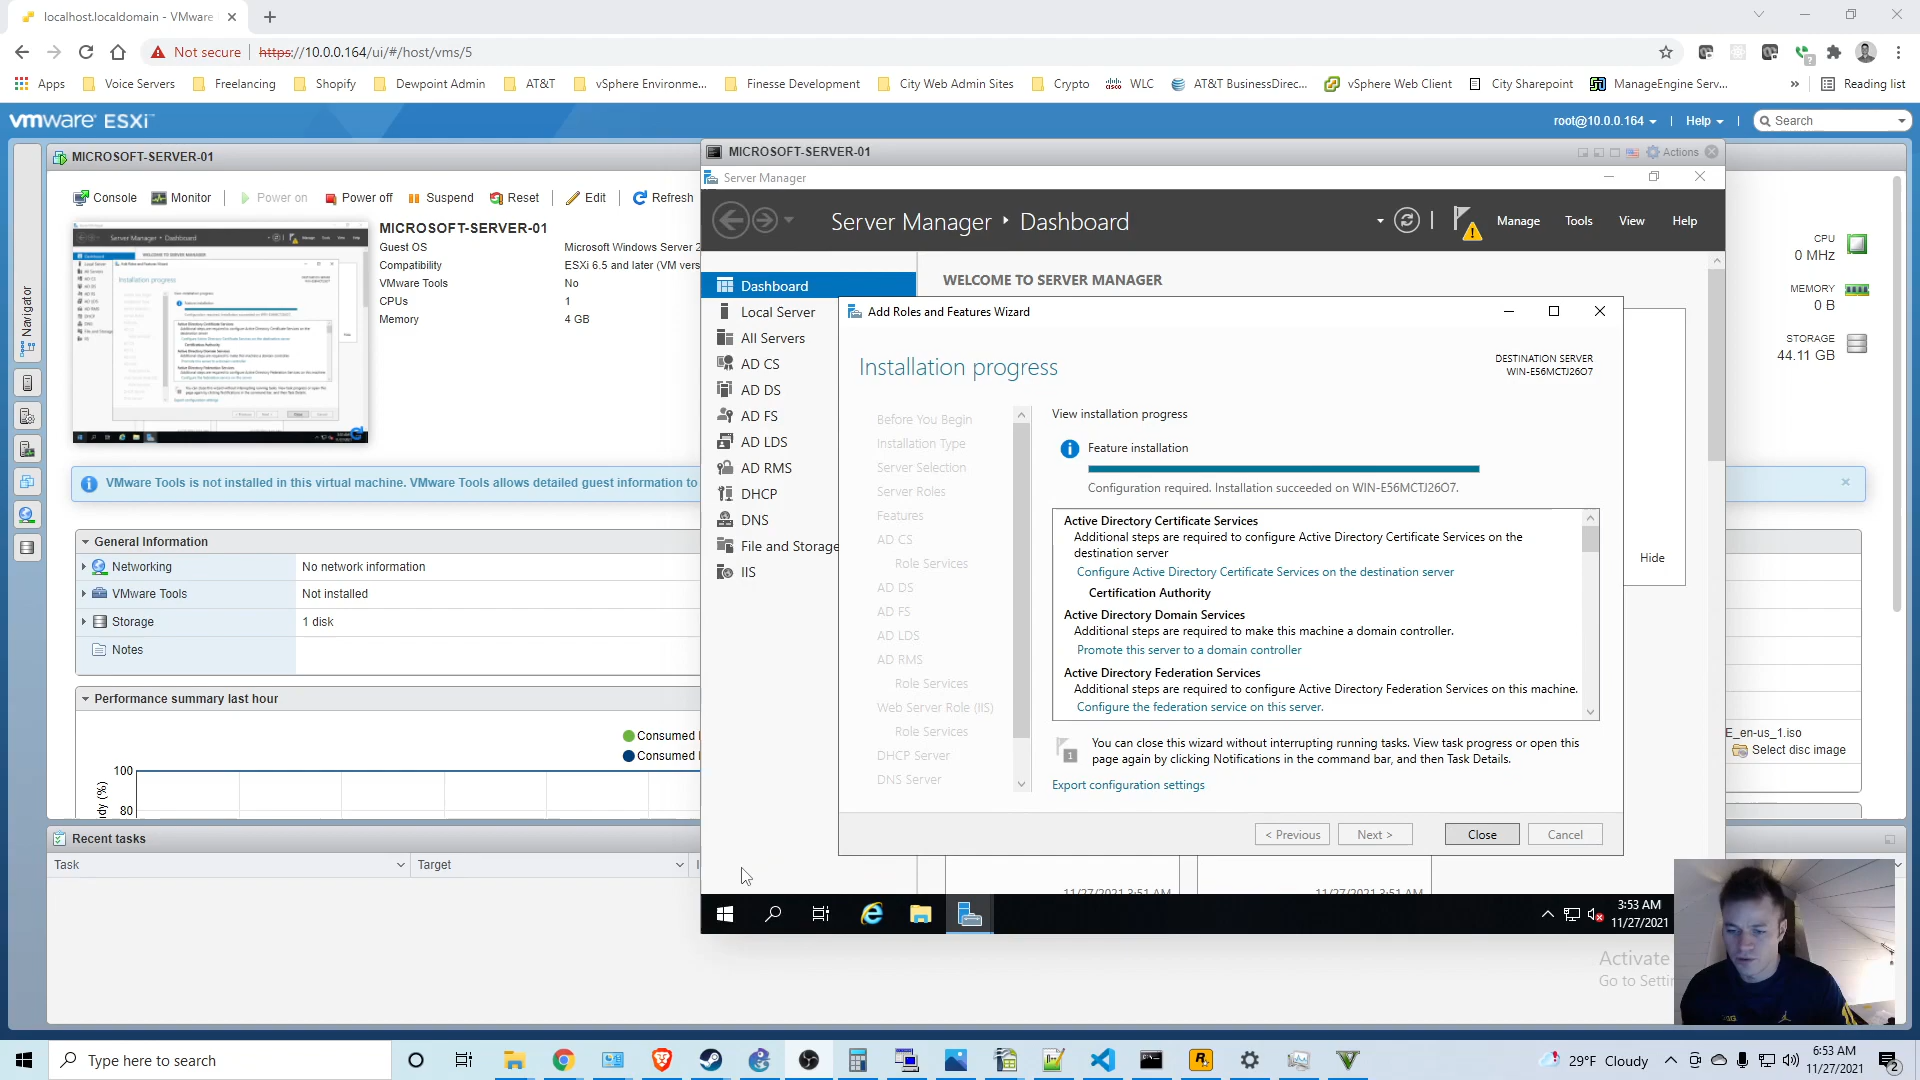 localhost.localdomain - VMware
Not secure
https://10.0.0.164/ui/#/host/vms/5
Apps
Voice Servers
Freelancing
Shopify
Dewpoint Admin
AT&T
vSphere Environme...
Finesse Development
City Web Admin Sites
Crypto
WLC
AT&T BusinessDirec...
vSphere Web Client
City Sharepoint
ManageEngine Serv...
»
Reading list
vmware ESXi
root@10.0.0.164
Help
Search
Navigator
MICROSOFT-SERVER-01
Console
Monitor
Power on
Power off
Suspend
Reset
Edit
Refresh
MICROSOFT-SERVER-01
Guest OS
Microsoft Windows Server 2
Compatibility
ESXi 6.5 and later (VM vers
VMware Tools
No
CPUs
1
Memory
4 GB
CPU
0 MHz
MEMORY
0 B
STORAGE
44.11 GB
VMware Tools is not installed in this virtual machine. VMware Tools allows detailed guest information to
General Information
Networking
No network information
VMware Tools
Not installed
Storage
1 disk
Notes
E_en-us_1.iso
Select disc image
Performance summary last hour
Consumed
Consumed
100
80
Recent tasks
Task
Target
MICROSOFT-SERVER-01
Actions
Server Manager
Server Manager
Dashboard
Manage
Tools
View
Help
Dashboard
Local Server
All Servers
AD CS
AD DS
AD FS
AD LDS
AD RMS
DHCP
DNS
File and Storage
IIS
WELCOME TO SERVER MANAGER
Hide
Add Roles and Features Wizard
Installation progress
DESTINATION SERVER
WIN-E56MCTJ26O7
Before You Begin
Installation Type
Server Selection
Server Roles
Features
AD CS
Role Services
AD DS
AD FS
AD LDS
AD RMS
Role Services
Web Server Role (IIS)
Role Services
DHCP Server
DNS Server
View installation progress
Feature installation
Configuration required. Installation succeeded on WIN-E56MCTJ26O7.
Active Directory Certificate Services
Additional steps are required to configure Active Directory Certificate Services on the
destination server
Configure Active Directory Certificate Services on the destination server
Certification Authority
Active Directory Domain Services
Additional steps are required to make this machine a domain controller.
Promote this server to a domain controller
Active Directory Federation Services
Additional steps are required to configure Active Directory Federation Services on this machine.
Configure the federation service on this server.
1
You can close this wizard without interrupting running tasks. View task progress or open this
page again by clicking Notifications in the command bar, and then Task Details.
Export configuration settings
< Previous
Next >
Close
Cancel
11/27/2021 3:51 AM
11/27/2021 3:51 AM
3:53 AM
11/27/2021
Activate
Go to Setti
Type here to search
29°F Cloudy
6:53 AM
11/27/2021
2